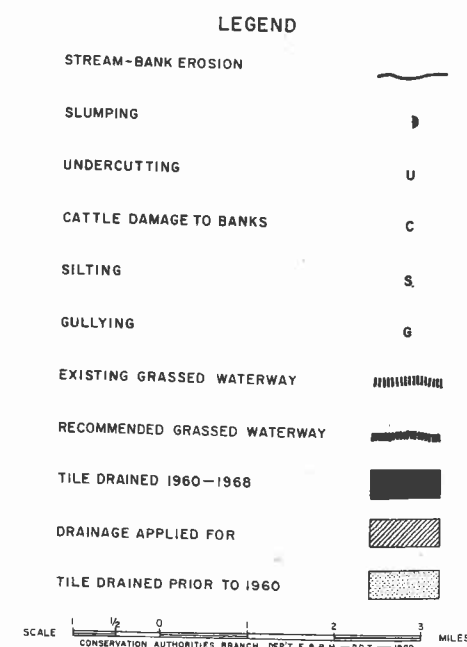 LEGEND
STREAM-BANK EROSION
SLUMPING
UNDERCUTTING U
CATTLE DAMAGE TO BANKS C
SILTING S.
GULLYING G
EXISTING GRASSED WATERWAY
RECOMMENDED GRASSED WATERWAY
TILE DRAINED 1960-1968
DRAINAGE APPLIED FOR
TILE DRAINED PRIOR TO 1960
SCALE 1 ½ 0 1 2 3 MILES
CONSERVATION AUTHORITIES BRANCH